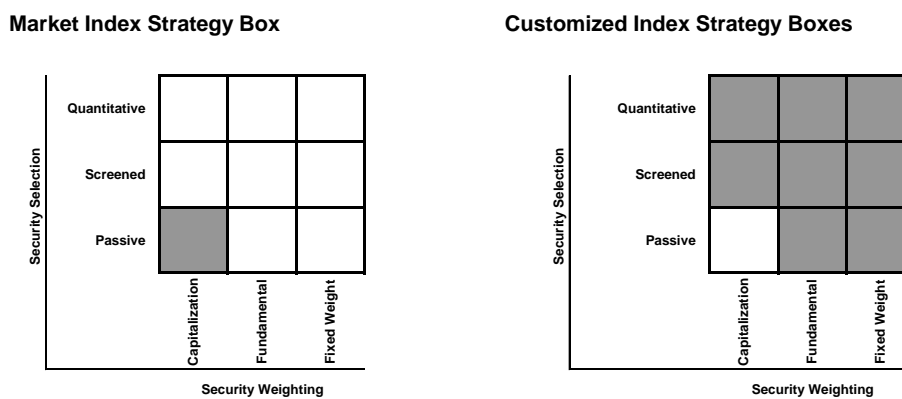 Market Index Strategy Box
Customized Index Strategy Boxes
Security Selection
Quantitative
Screened
Passive
Capitalization
Fundamental
Fixed Weight
Security Weighting
Security Selection
Quantitative
Screened
Passive
Capitalization
Fundamental
Fixed Weight
Security Weighting